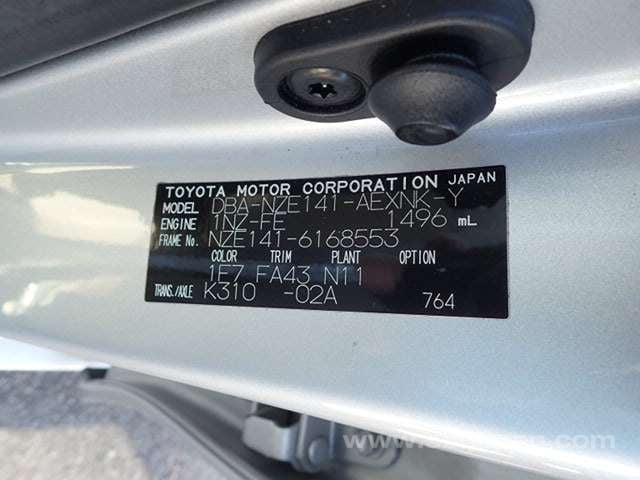 TOYOTA MOTOR CORPORATION JAPAN
MODEL DBA-NZE141-AEXNK-Y
ENGINE 1NZ-FE 1496 mL
FRAME No. NZE141-6168553
COLOR TRIM PLANT OPTION
1E7 FA43 N11
TRANS./AXLE K310 -02A 764